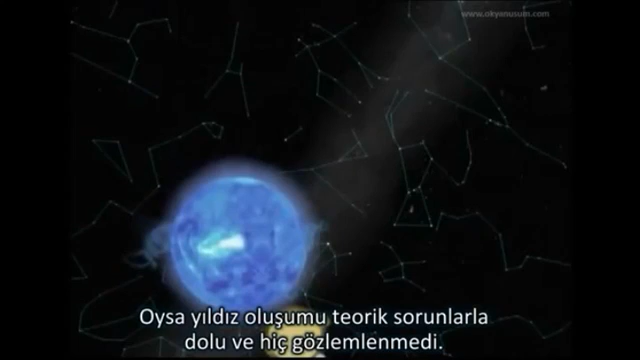 www.okyanusum.com
Oysa yıldız oluşumu teorik sorunlarla
dolu ve hiç gözlemlenmedi.